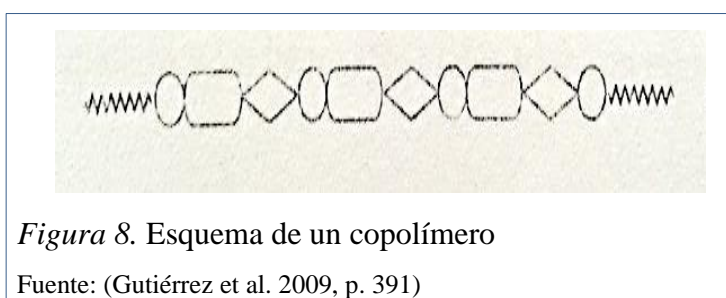 Figura 8. Esquema de un copolímero
Fuente: (Gutiérrez et al. 2009, p. 391)